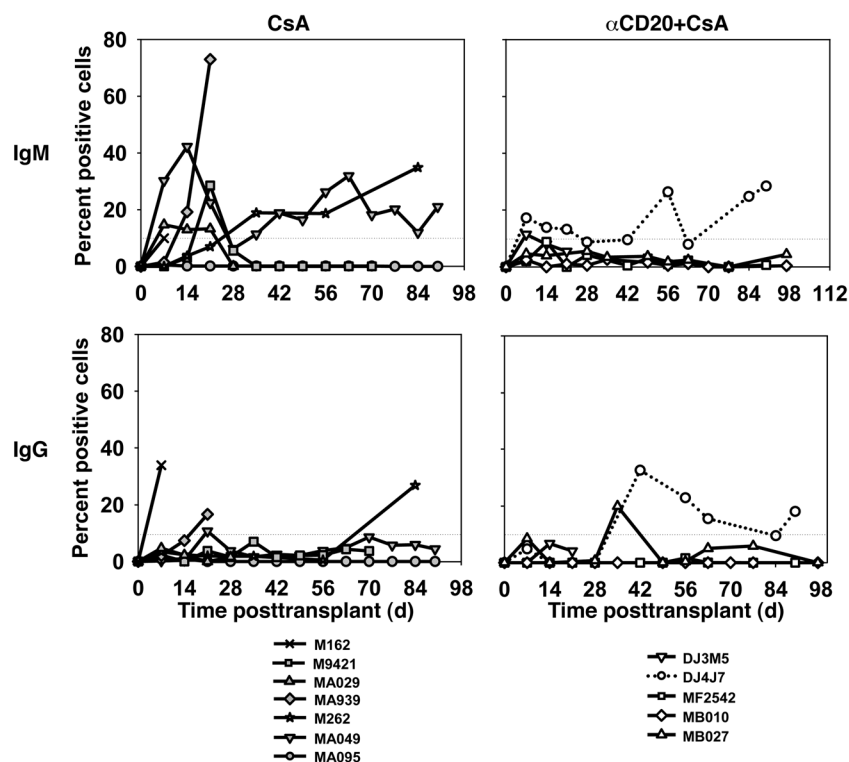 CsA
αCD20+CsA
IgM
Percent positive cells
80
60
40
20
0
0 14 28 42 56 70 84 98
0 14 28 42 56 70 84 98 112
IgG
Percent positive cells
80
60
40
20
0
0 14 28 42 56 70 84 98
0 14 28 42 56 70 84 98
Time posttransplant (d)
Time posttransplant (d)
M162
M9421
MA029
MA939
M262
MA049
MA095
DJ3M5
DJ4J7
MF2542
MB010
MB027